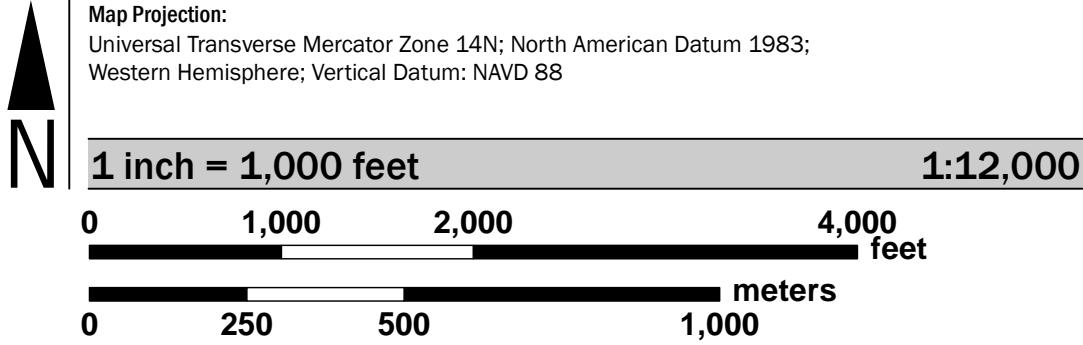 Map Projection:
Universal Transverse Mercator Zone 14N; North American Datum 1983;
Western Hemisphere; Vertical Datum: NAVD 88
N
1 inch = 1,000 feet 1:12,000
0 1,000 2,000 4,000
feet
meters
0 250 500 1,000